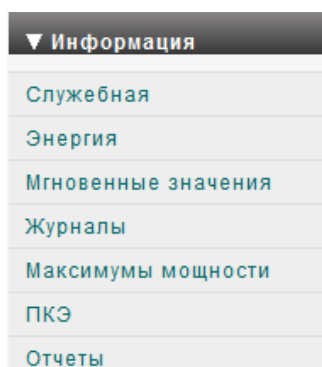 ▼ Информация
Служебная
Энергия
Мгновенные значения
Журналы
Максимумы мощности
ПКЭ
Отчеты